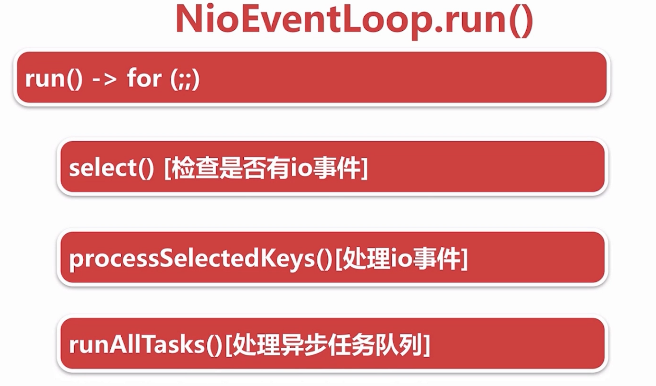 NioEventLoop.run()
run() -> for (;;)
select() [检查是否有io事件]
processSelectedKeys()[处理io事件]
runAllTasks()[处理异步任务队列]